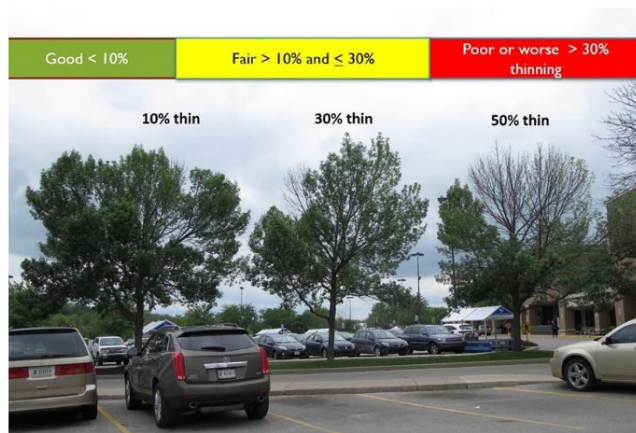 Good < 10%
Fair > 10% and ≤ 30%
Poor or worse > 30%
thinning
10% thin
30% thin
50% thin